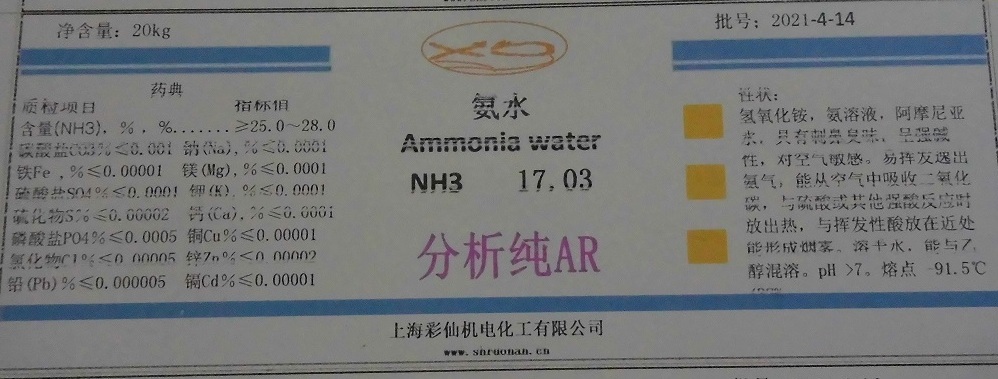 净含量：20kg
批号；2021-4-14
XS
药典
质检项目 指标值
含量(NH3)，%．%.......≥25.0～28.0
碳酸盐CO3%≤0.001 钠(Na),%≤0.0001
铁Fe ,%≤0.00001 镁(Mg),%≤0.0001
硫酸盐SO4%≤0.0001 钾(K),%≤0.0001
硫化物S%≤0.00002 钙(Ca),%≤0.0001
磷酸盐PO4%≤0.0005 铜Cu%≤0.00001
氯化物Cl%≤0.00005 锌Zn%≤0.00002
铅(Pb)%≤0.000005 镉Cd%≤0.00001
氨水
Ammonia water
NH3 17,03
分析纯AR
性状：
氢氧化铵，氨溶液，阿摩尼亚
水，具有刺鼻臭味，呈强碱
性，对空气敏感。易挥发逸出
氨气，能从空气中吸收二氧化
碳，与硫酸或其他强酸反应时
放出热，与挥发性酸放在近处
能形成烟雾。溶于水，能与乙
醇混溶。pH >7。熔点 -91.5℃
上海彩仙机电化工有限公司
www.shruonan.cn